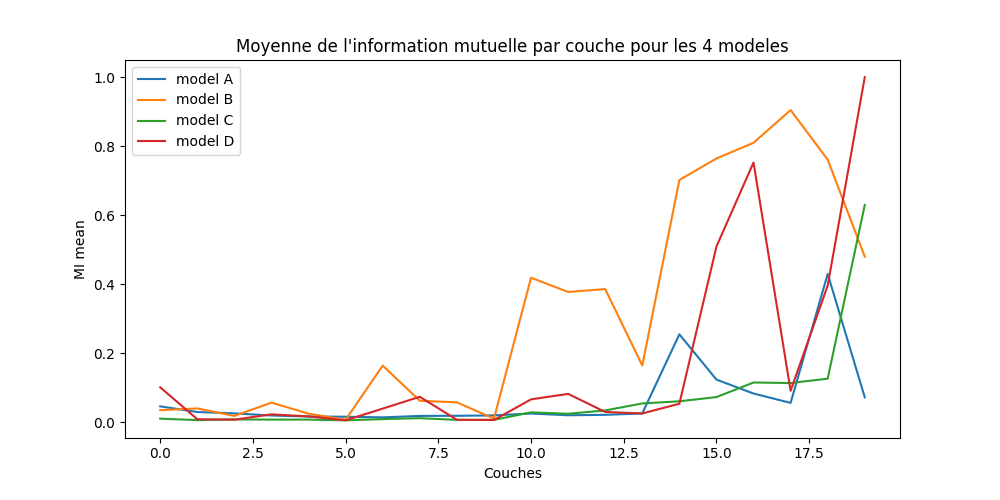 Moyenne de l'information mutuelle par couche pour les 4 modeles
model A
model B
model C
model D
MI mean
1.0
0.8
0.6
0.4
0.2
0.0
0.0 2.5 5.0 7.5 10.0 12.5 15.0 17.5
Couches